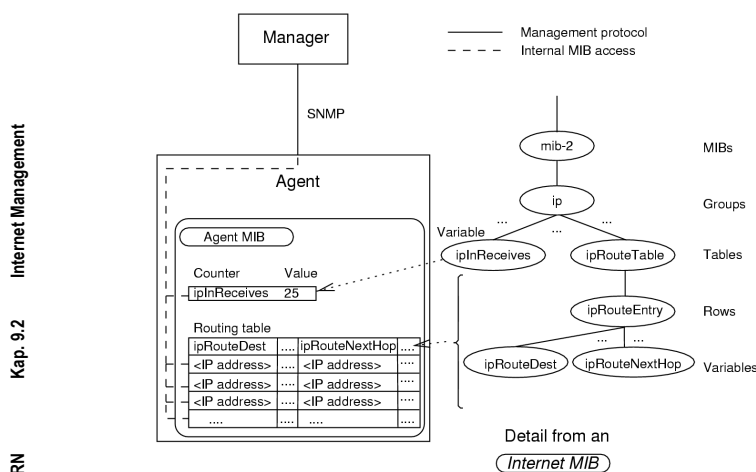 Manager
Management protocol
Internal MIB access
SNMP
Agent
Agent MIB
Counter Value
ipInReceives 25
Routing table
ipRouteDest .... ipRouteNextHop ....
<IP address> .... <IP address> ....
<IP address> .... <IP address> ....
<IP address> .... <IP address> ....
.... .... .... ....
mib-2 MIBs
ip Groups
... ... ...
Variable
ipInReceives ipRouteTable Tables
ipRouteEntry Rows
... ...
ipRouteDest ipRouteNextHop Variables
Detail from an
Internet MIB
Internet Management
Kap. 9.2
RN